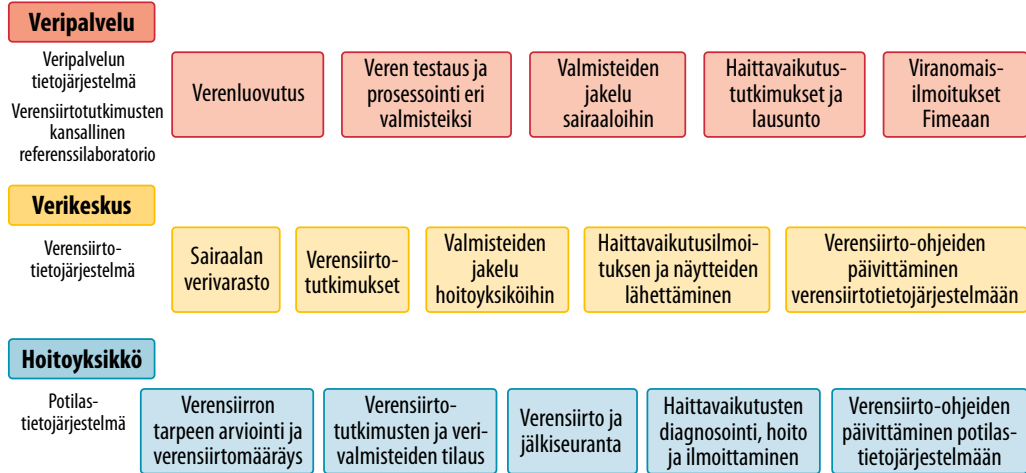 Veripalvelu
Veripalvelun
tietojärjestelmä
Verensiirtotutkimusten
kansallinen
referenssilaboratorio
Verenluovutus
Veren testaus ja
prosessointi eri
valmisteiksi
Valmisteiden
jakelu
sairaaloihin
Haittavaikutus-
tutkimukset ja
lausunto
Viranomais-
ilmoitukset
Fimeaan
Verikeskus
Verensiirto-
tietojärjestelmä
Sairaalan
verivarasto
Verensiirto-
tutkimukset
Valmisteiden
jakelu
hoitoyksiköihin
Haittavaikutusilmoi-
tuksen ja näytteiden
lähettäminen
Verensiirto-ohjeiden
päivittäminen
verensiirtotietojärjestelmään
Hoitoyksikkö
Potilas-
tietojärjestelmä
Verensiirron
tarpeen arviointi ja
verensiirtomääräys
Verensiirto-
tutkimusten ja veri-
valmisteiden tilaus
Verensiirto ja
jälkiseuranta
Haittavaikutusten
diagnosointi, hoito
ja ilmoittaminen
Verensiirto-ohjeiden
päivittäminen potilas-
tietojärjestelmään